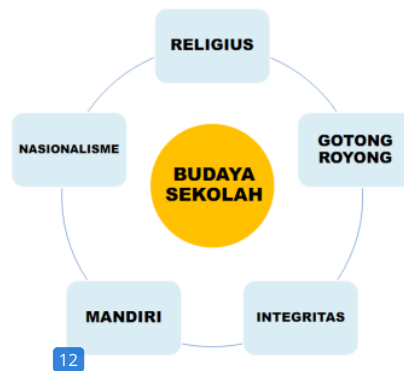 RELIGIUS
NASIONALISME
GOTONG
ROYONG
BUDAYA
SEKOLAH
MANDIRI
INTEGRITAS
12